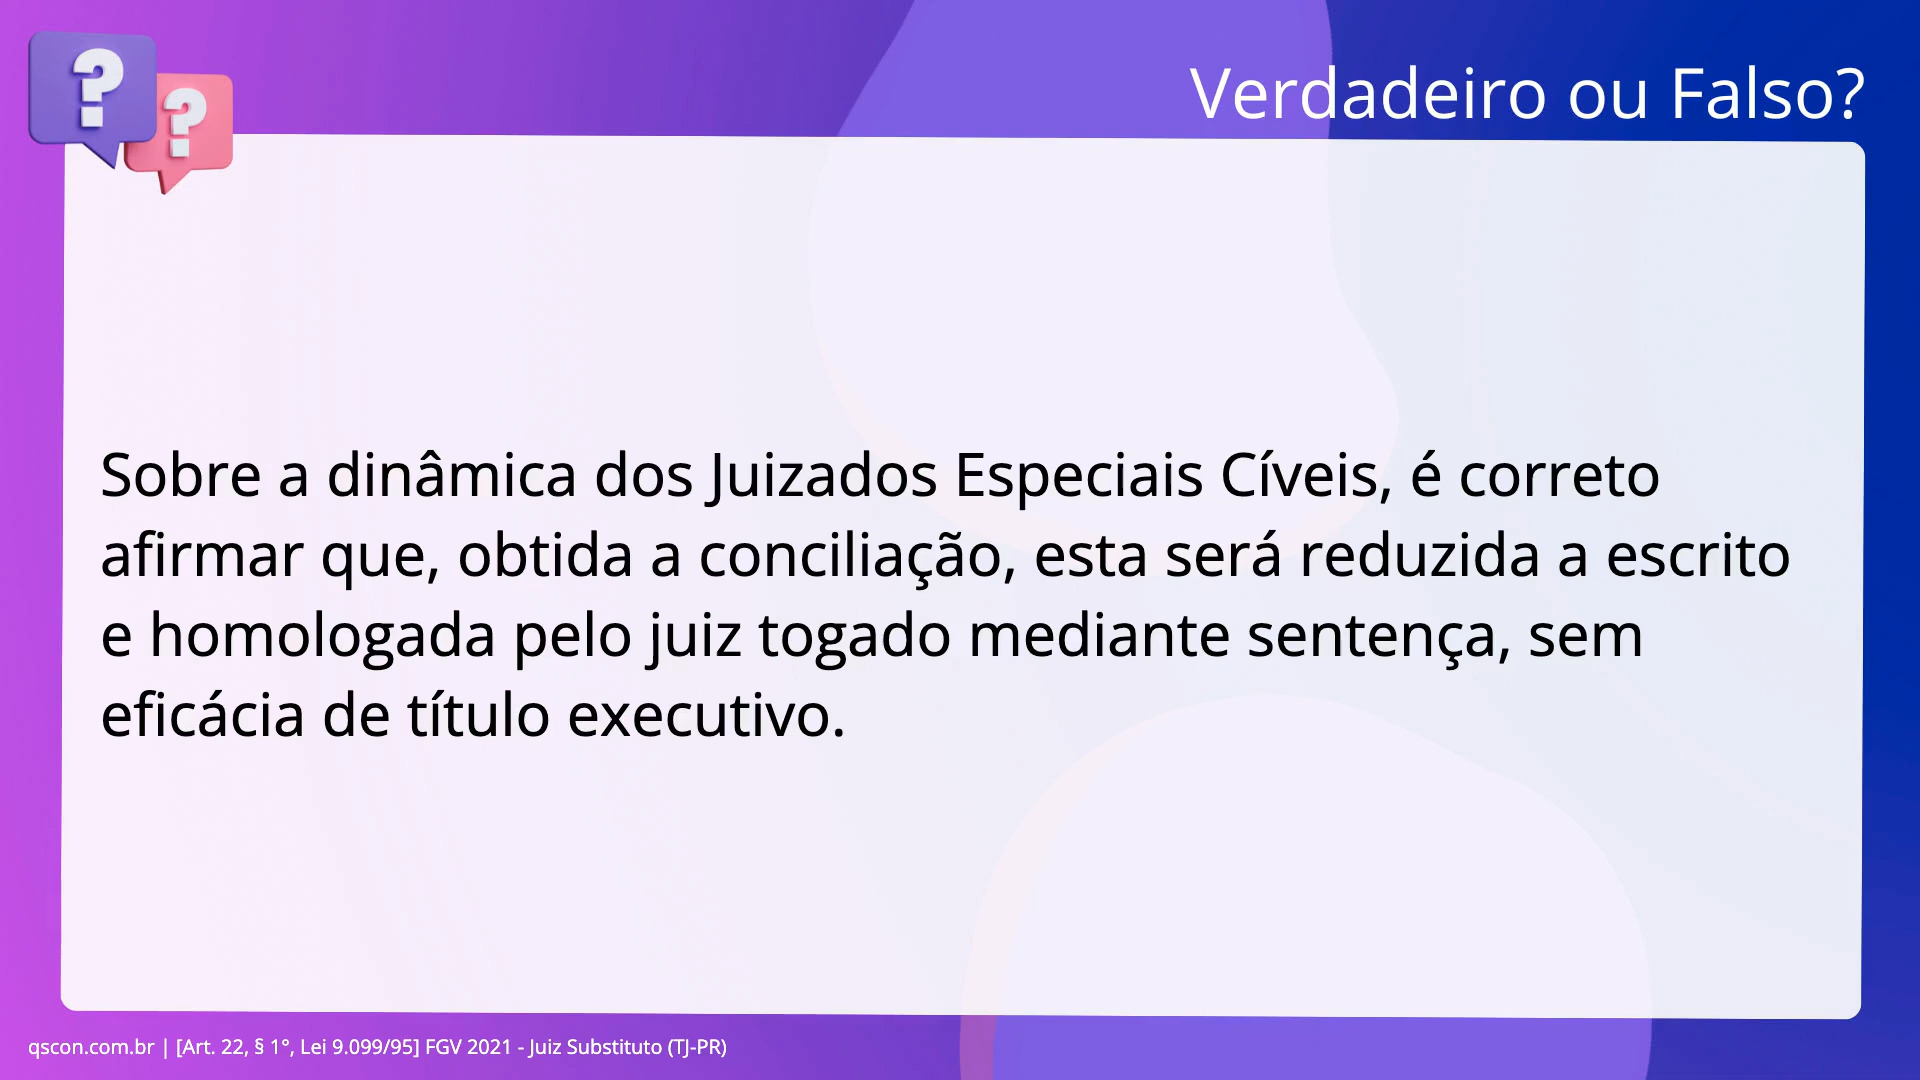 Verdadeiro ou Falso?
Sobre a dinâmica dos Juizados Especiais Cíveis, é correto
afirmar que, obtida a conciliação, esta será reduzida a escrito
e homologada pelo juiz togado mediante sentença, sem
eficácia de título executivo.
qscon.com.br | [Art. 22, § 1°, Lei 9.099/95] FGV 2021 - Juiz Substituto (TJ-PR)